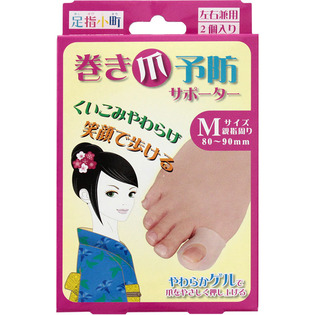 足指小町
左右兼用
2個入り
巻き爪予防
サポーター
くいこみやわらげ
笑顔で歩ける
Mサイズ
親指周り
80〜90mm
やわらかゲルで
爪をやさしく押し上げる